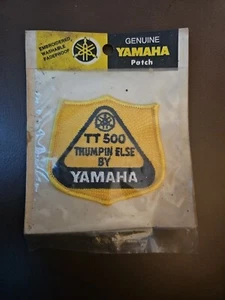 EMBROIDERED,
WASHABLE
FADEPROOF
GENUINE
YAMAHA
Patch
TT 500
THUMPIN ELSE
BY
YAMAHA